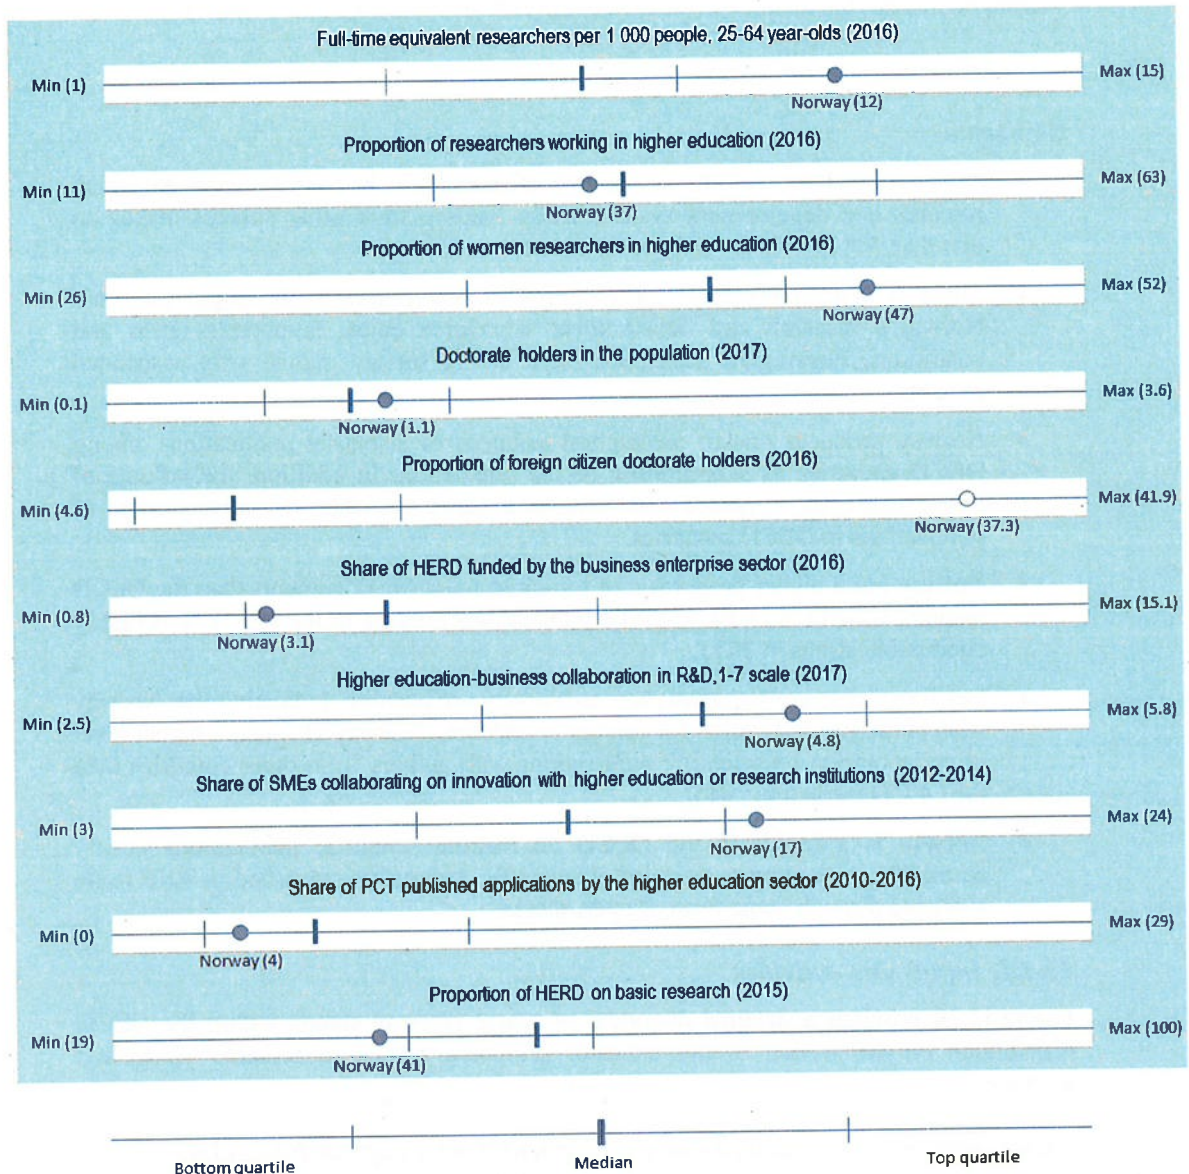 Full-time equivalent researchers per 1 000 people, 25-64 year-olds (2016)
Min (1)
Max (15)
Norway (12)
Proportion of researchers working in higher education (2016)
Min (11)
Max (63)
Norway (37)
Proportion of women researchers in higher education (2016)
Min (26)
Max (52)
Norway (47)
Doctorate holders in the population (2017)
Min (0.1)
Max (3.6)
Norway (1.1)
Proportion of foreign citizen doctorate holders (2016)
Min (4.6)
Max (41.9)
Norway (37.3)
Share of HERD funded by the business enterprise sector (2016)
Min (0.8)
Max (15.1)
Norway (3.1)
Higher education-business collaboration in R&D,1-7 scale (2017)
Min (2.5)
Max (5.8)
Norway (4.8)
Share of SMEs collaborating on innovation with higher education or research institutions (2012-2014)
Min (3)
Max (24)
Norway (17)
Share of PCT published applications by the higher education sector (2010-2016)
Min (0)
Max (29)
Norway (4)
Proportion of HERD on basic research (2015)
Min (19)
Max (100)
Norway (41)
Bottom quartile
Median
Top quartile